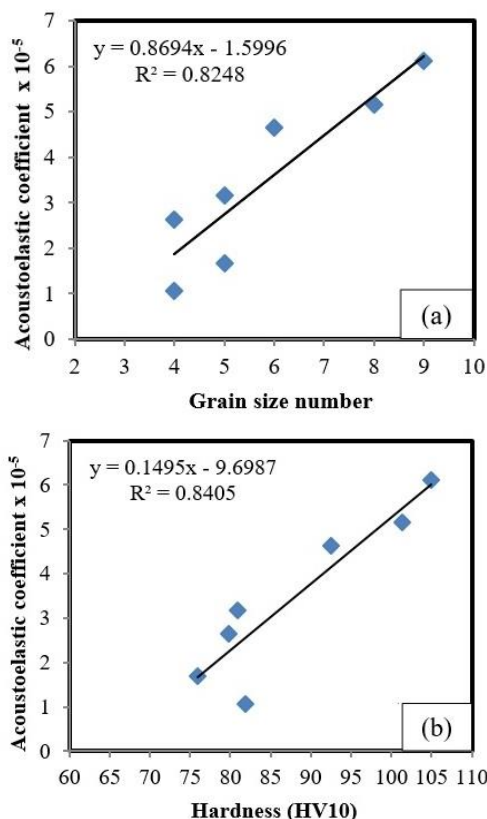 7
6
5
4
3
2
1
0
Acoustoelastic coefficient x 10⁻⁵
y = 0.8694x - 1.5996
R² = 0.8248
(a)
2 3 4 5 6 7 8 9 10
Grain size number
7
6
5
4
3
2
1
0
Acoustoelastic coefficient x 10⁻⁵
y = 0.1495x - 9.6987
R² = 0.8405
(b)
60 65 70 75 80 85 90 95 100 105 110
Hardness (HV10)